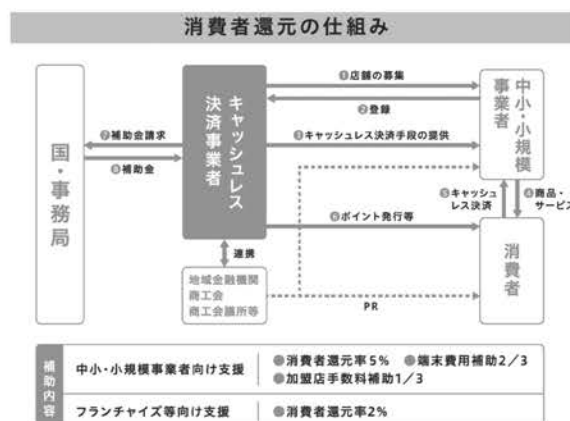 消費者還元の仕組み
国・事務局
キャッシュレス
決済事業者
中小・小規模
事業者
消費者
❶店舗の募集
❷登録
❸キャッシュレス決済手段の提供
❼補助金請求
❽補助金
❺キャッシュ
レス決済
❹商品・
サービス
❻ポイント発行等
連携
地域金融機関
商工会
商工会議所等
PR
補助内容
中小・小規模事業者向け支援
●消費者還元率5% ●端末費用補助2/3
●加盟店手数料補助1/3
フランチャイズ等向け支援
●消費者還元率2%